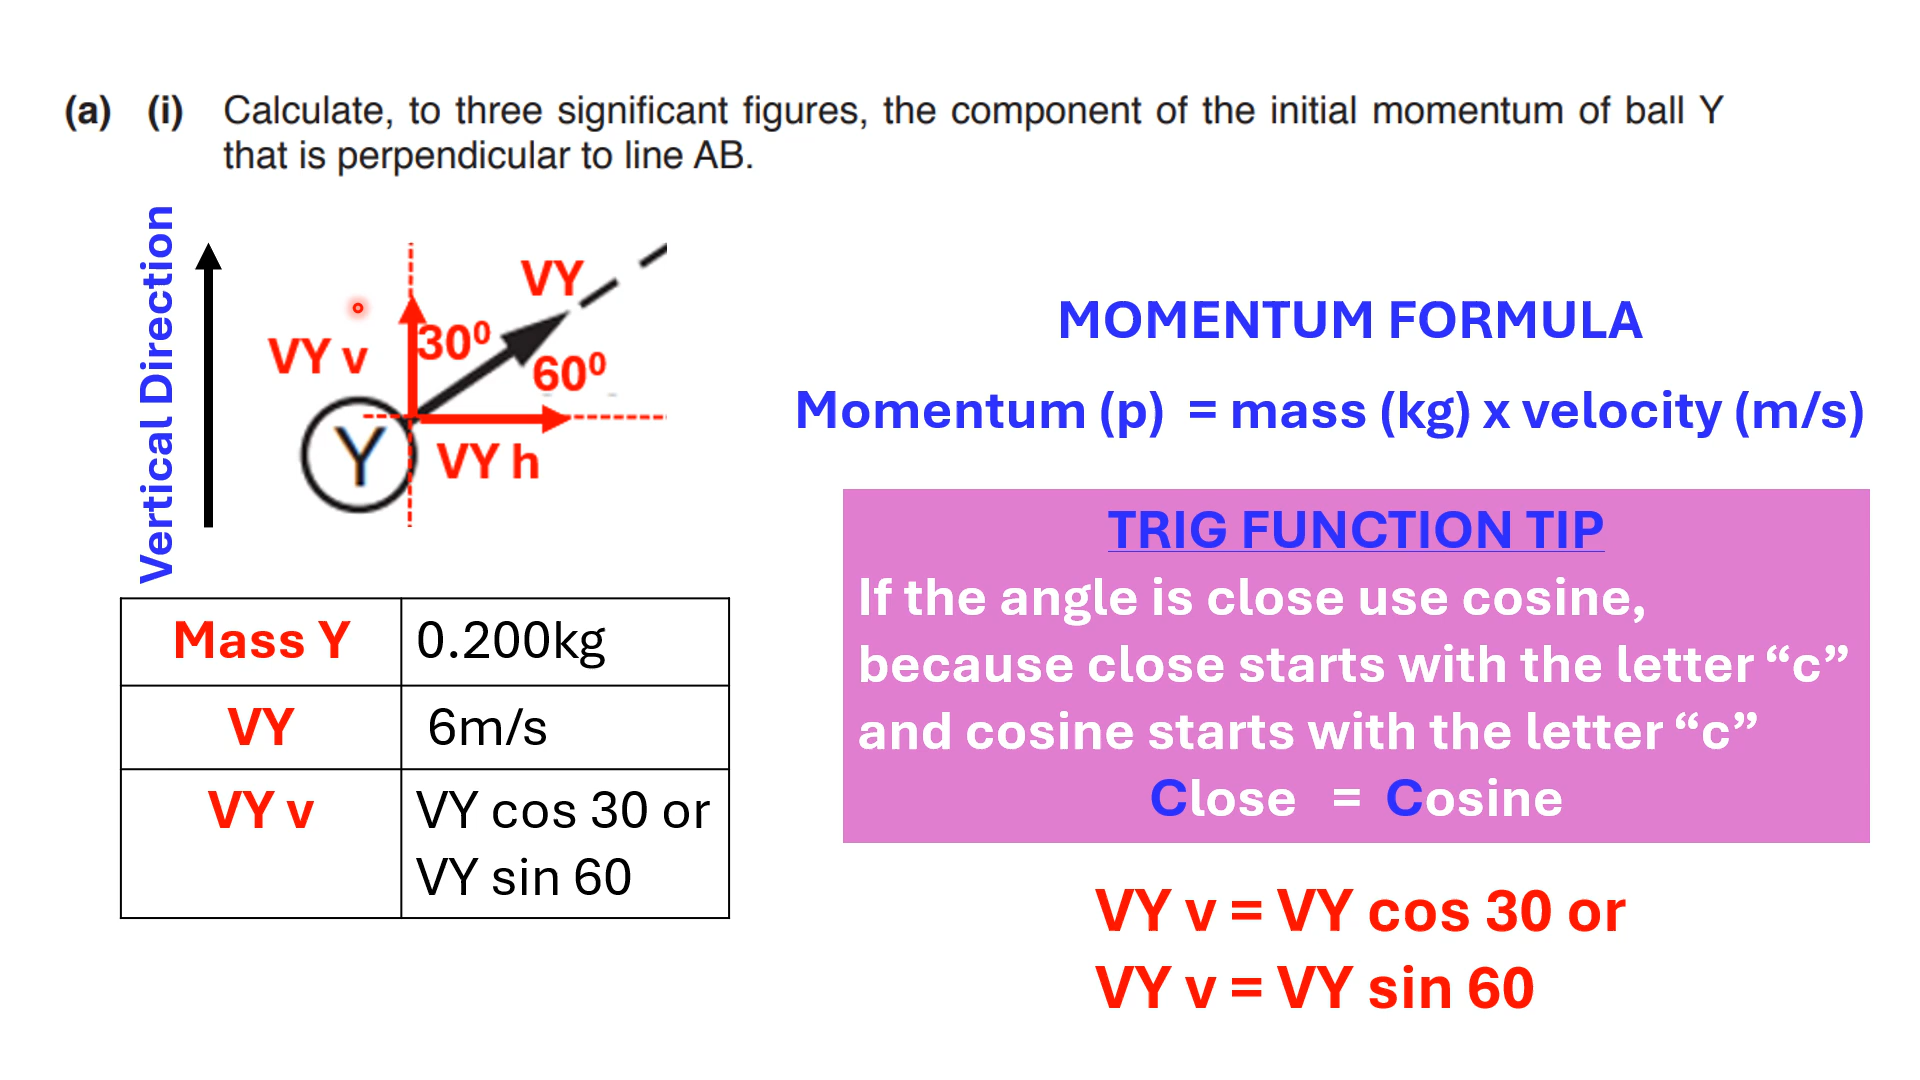 (a) (i) Calculate, to three significant figures, the component of the initial momentum of ball Y
that is perpendicular to line AB.
Vertical Direction
VY
VY v
30⁰
60⁰
Y
VY h
Mass Y 0.200kg
VY 6m/s
VY v VY cos 30 or
VY sin 60
MOMENTUM FORMULA
Momentum (p) = mass (kg) x velocity (m/s)
TRIG FUNCTION TIP
If the angle is close use cosine,
because close starts with the letter “c”
and cosine starts with the letter “c”
Close = Cosine
VY v = VY cos 30 or
VY v = VY sin 60